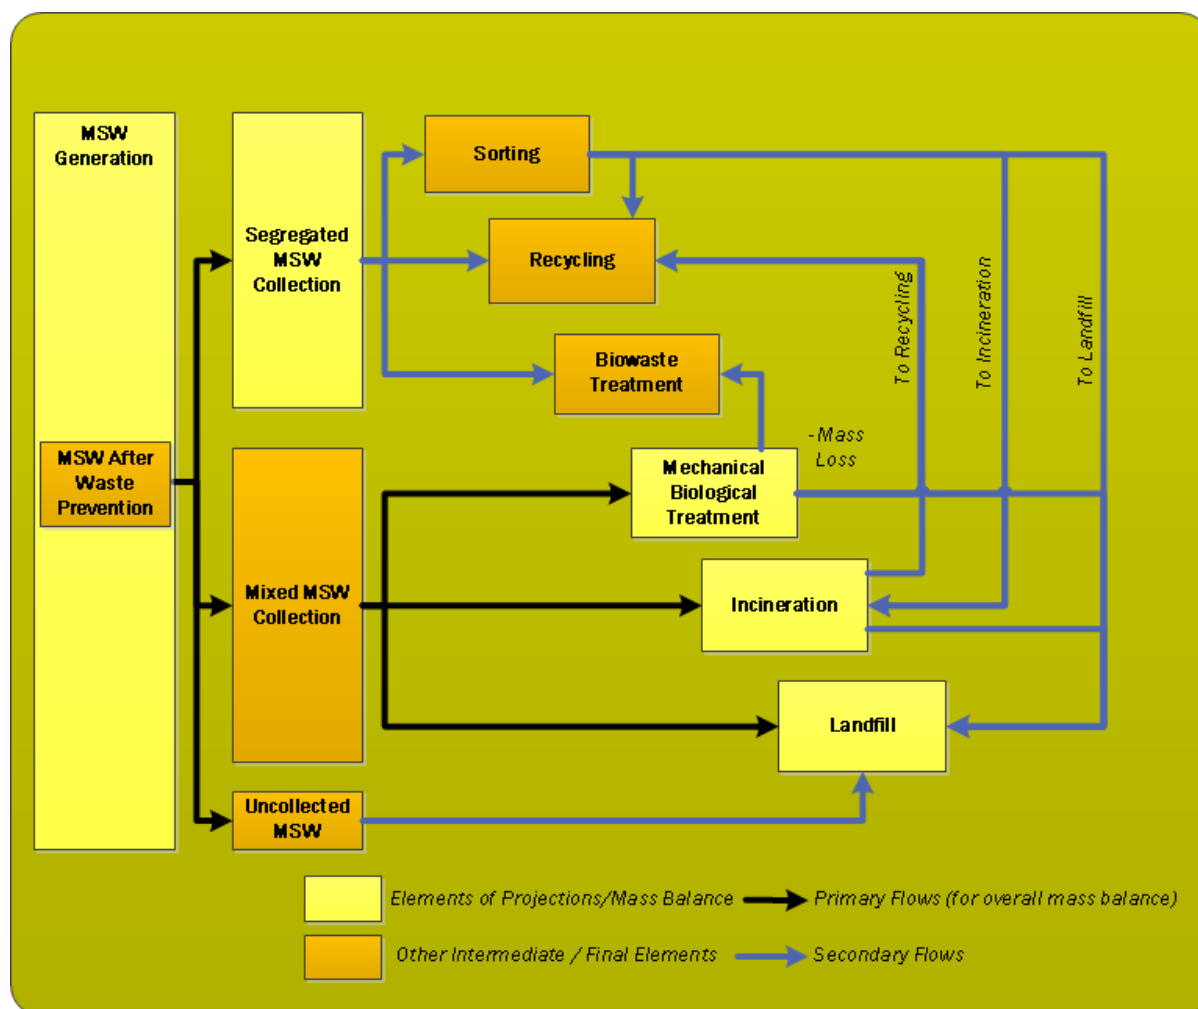 MSW
Generation
Sorting
Segregated
MSW
Collection
Recycling
To Recycling
To Incineration
To Landfill
Biowaste
Treatment
MSW After
Waste
Prevention
- Mass
Loss
Mechanical
Biological
Treatment
Mixed MSW
Collection
Incineration
Landfill
Uncollected
MSW
Elements of Projections/Mass Balance
Primary Flows (for overall mass balance)
Other Intermediate / Final Elements
Secondary Flows